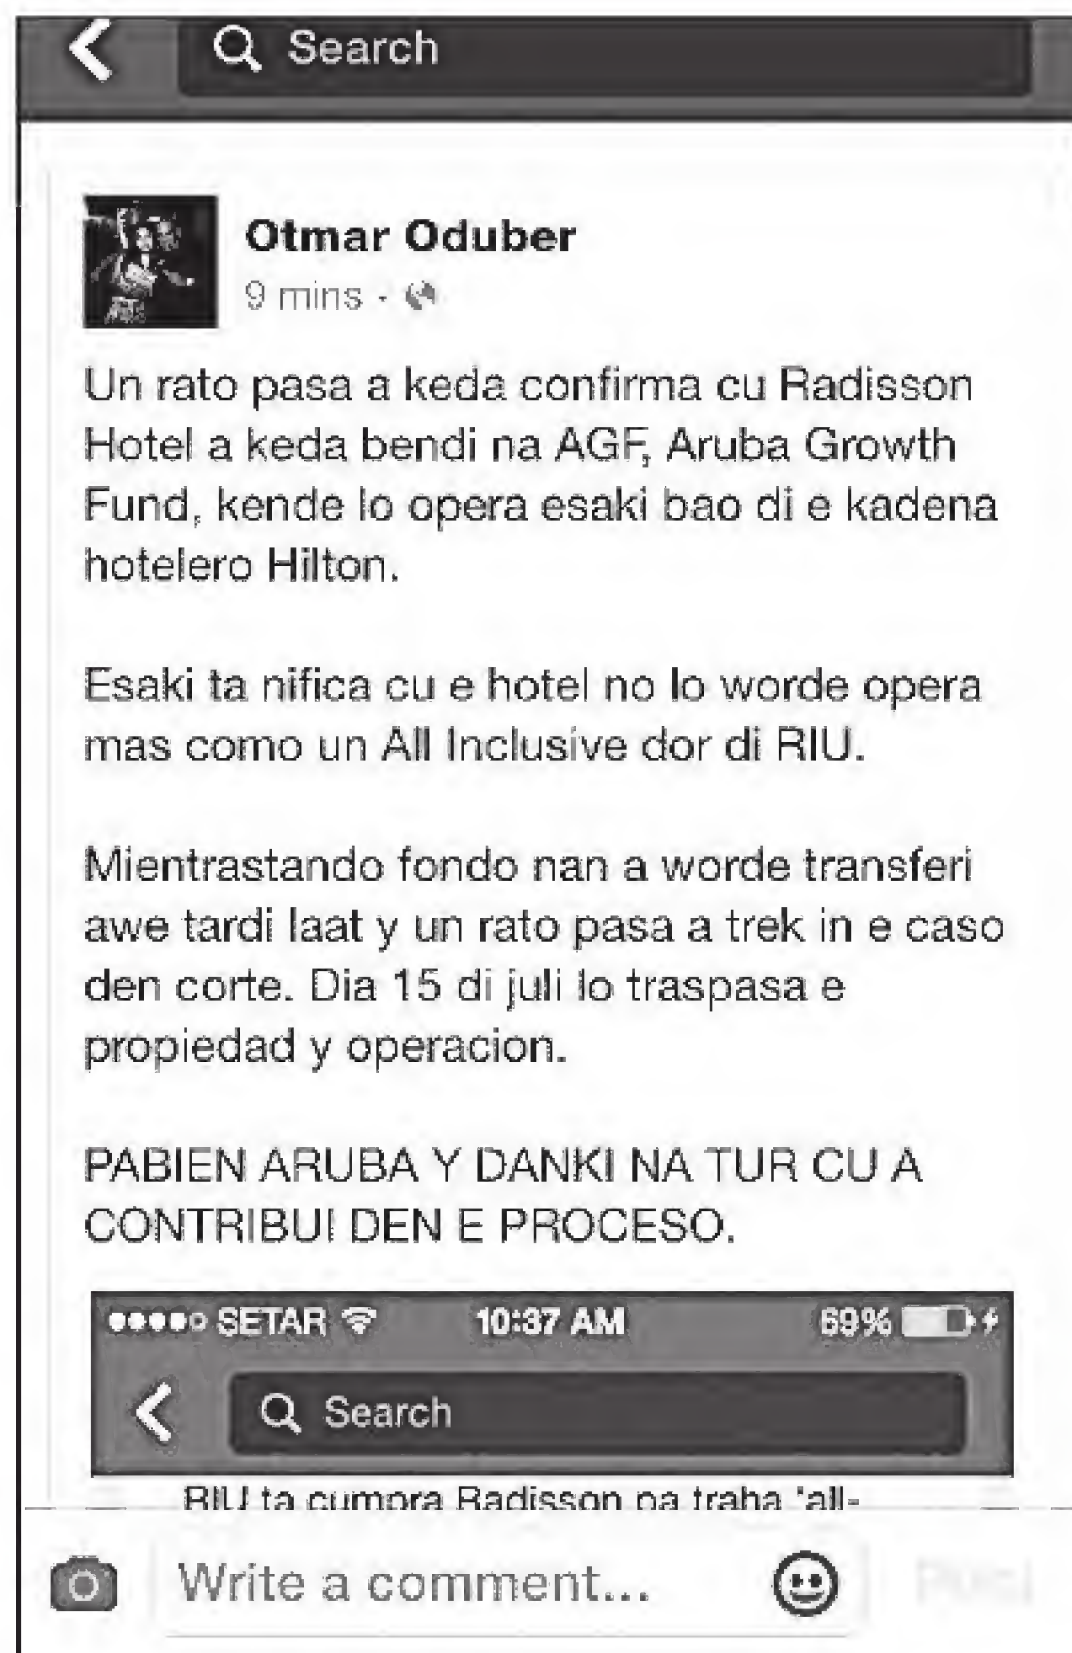 Search
Otmar Oduber
9 mins ·
Un rato pasa a keda confirma cu Radisson
Hotel a keda bendi na AGF, Aruba Growth
Fund, kende lo opera esaki bao di e kadena
hotelero Hilton.
Esaki ta nifica cu e hotel no lo worde opera
mas como un All Inclusive dor di RIU.
Mientrastando fondo nan a worde transferi
awe tardi laat y un rato pasa a trek in e caso
den corte. Dia 15 di juli lo traspasa e
propiedad y operacion.
PABIEN ARUBA Y DANKI NA TUR CU A
CONTRIBUI DEN E PROCESO.
SETAR 10:37 AM 69%
Search
RIU ta cumpra Radisson pa traha 'all-
Write a comment... Post